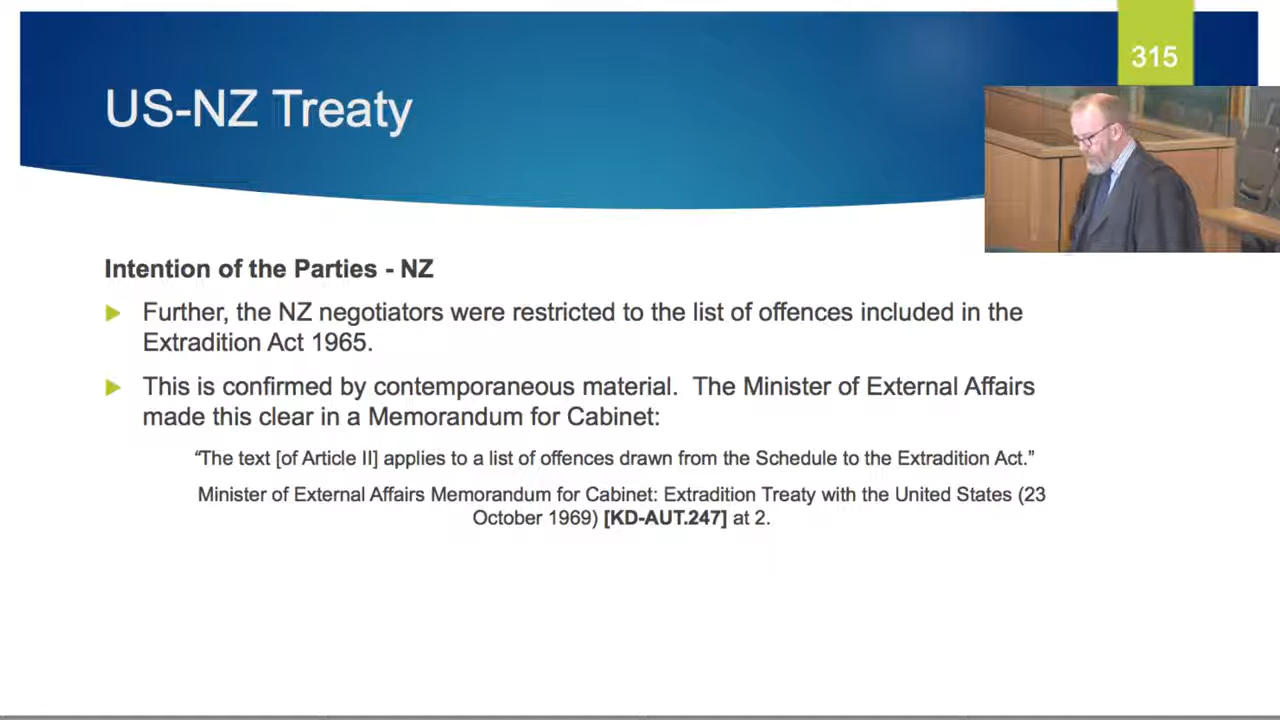 315
US-NZ Treaty
Intention of the Parties - NZ
Further, the NZ negotiators were restricted to the list of offences included in the
Extradition Act 1965.
This is confirmed by contemporaneous material.  The Minister of External Affairs
made this clear in a Memorandum for Cabinet:
“The text [of Article II] applies to a list of offences drawn from the Schedule to the Extradition Act.”
Minister of External Affairs Memorandum for Cabinet: Extradition Treaty with the United States (23
October 1969) [KD-AUT.247] at 2.